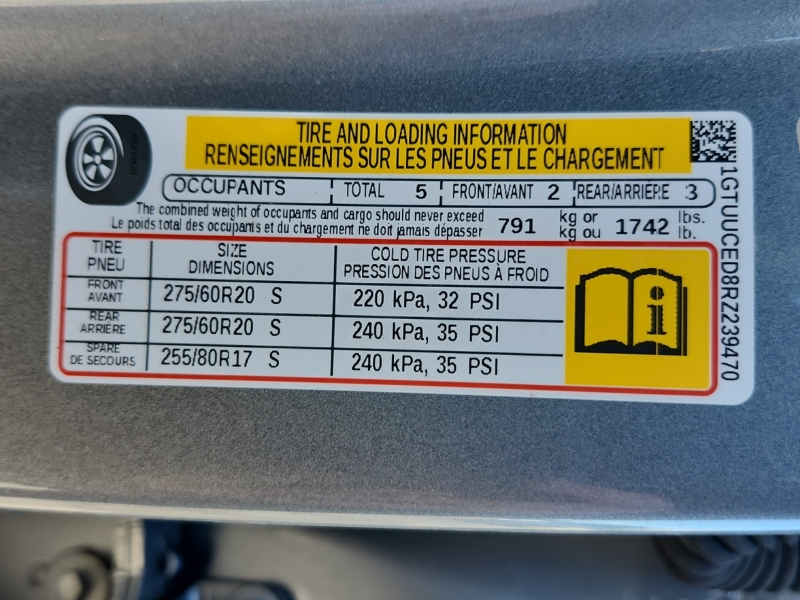 TIRE AND LOADING INFORMATION
RENSEIGNEMENTS SUR LES PNEUS ET LE CHARGEMENT
OCCUPANTS TOTAL 5 FRONT/AVANT 2 REAR/ARRIÈRE 3
The combined weight of occupants and cargo should never exceed 791 kg or 1742 lbs.
Le poids total des occupants et du chargement ne doit jamais dépasser kg ou lb.
TIRE SIZE COLD TIRE PRESSURE
PNEU DIMENSIONS PRESSION DES PNEUS À FROID
FRONT
AVANT 275/60R20 S 220 kPa, 32 PSI
REAR
ARRIÈRE 275/60R20 S 240 kPa, 35 PSI
SPARE
DE SECOURS 255/80R17 S 240 kPa, 35 PSI
i
1GTUUCED8RZ239470